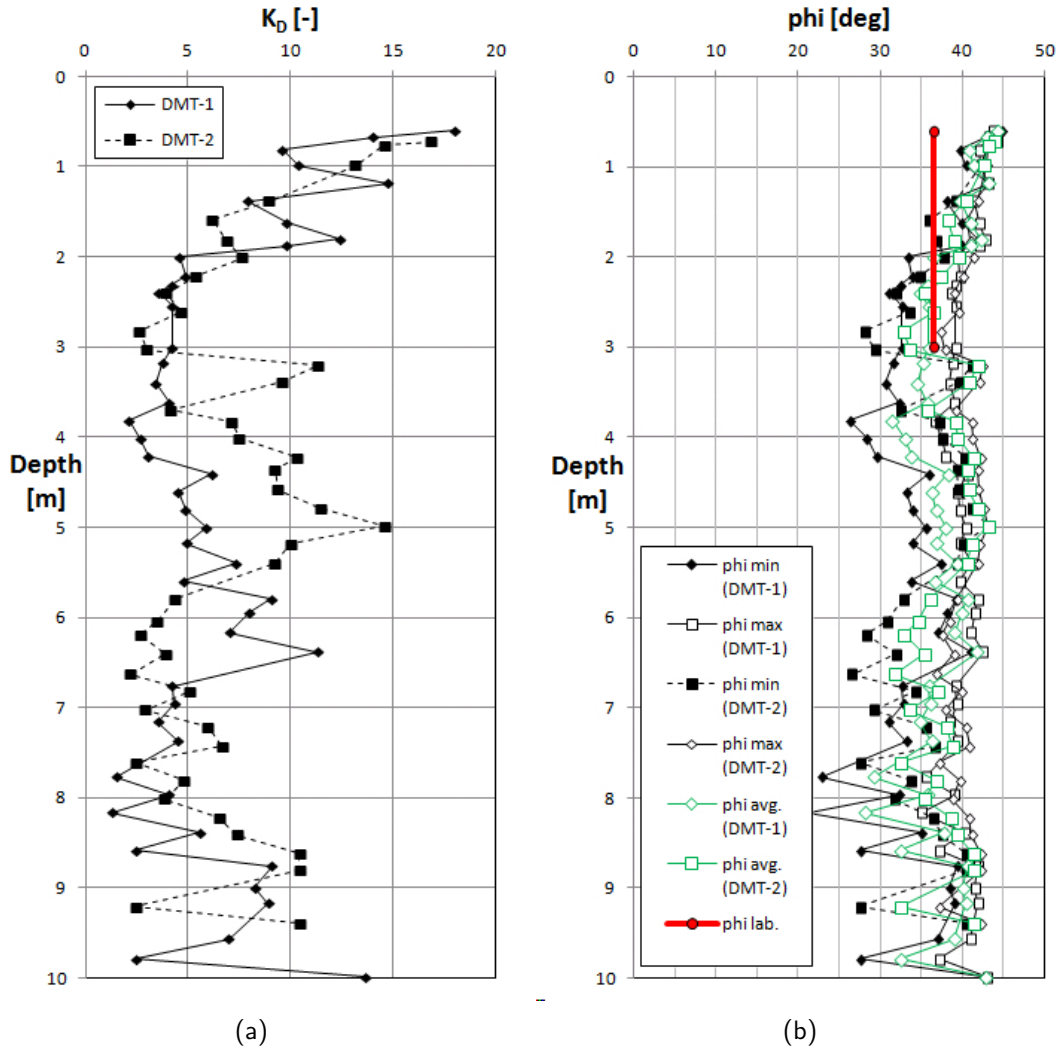 K_D [-]
0 5 10 15 20
0
1
2
3
4
5
6
7
8
9
10
Depth
[m]
DMT-1
DMT-2
(a)
phi [deg]
0 10 20 30 40 50
0
1
2
3
4
5
6
7
8
9
10
Depth
[m]
phi min
(DMT-1)
phi max
(DMT-1)
phi min
(DMT-2)
phi max
(DMT-2)
phi avg.
(DMT-1)
phi avg.
(DMT-2)
phi lab.
(b)